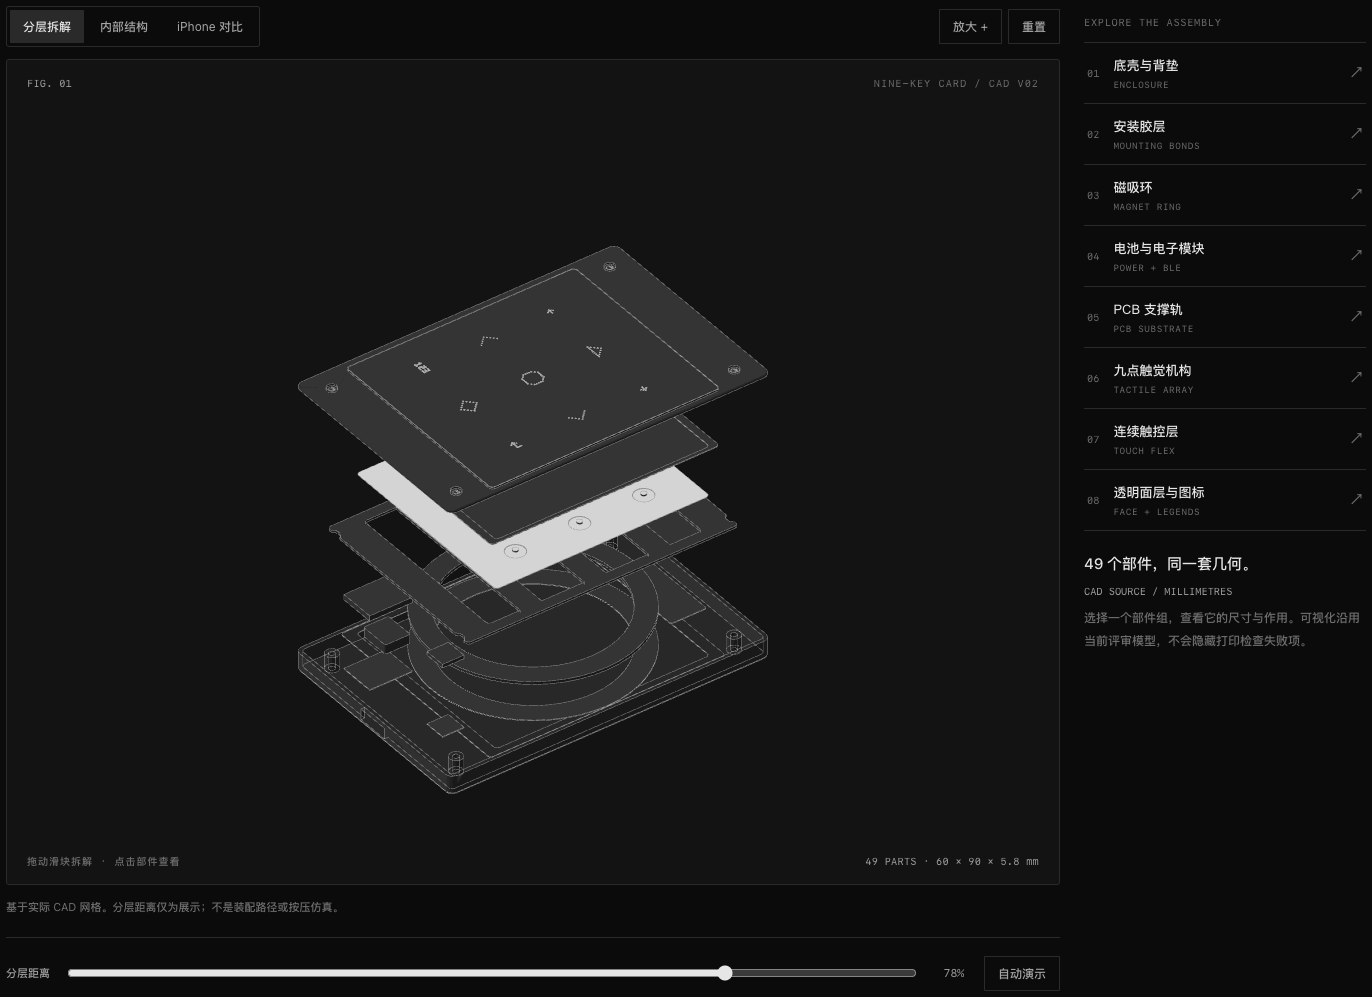 分层拆解
内部结构
iPhone 对比
放大 +
重置
FIG. 01
NINE-KEY CARD / CAD V02
123
拖动滑块拆解 · 点击部件查看
49 PARTS · 60 × 90 × 5.8 mm
基于实际 CAD 网格。分层距离仅为展示；不是装配路径或按压仿真。
分层距离
78%
自动演示
EXPLORE THE ASSEMBLY
01
底壳与背垫
ENCLOSURE
↗
02
安装胶层
MOUNTING BONDS
↗
03
磁吸环
MAGNET RING
↗
04
电池与电子模块
POWER + BLE
↗
05
PCB 支撑轨
PCB SUBSTRATE
↗
06
九点触觉机构
TACTILE ARRAY
↗
07
连续触控层
TOUCH FLEX
↗
08
透明面层与图标
FACE + LEGENDS
↗
49 个部件，同一套几何。
CAD SOURCE / MILLIMETRES
选择一个部件组，查看它的尺寸与作用。可视化沿用
当前评审模型，不会隐藏打印检查失败项。